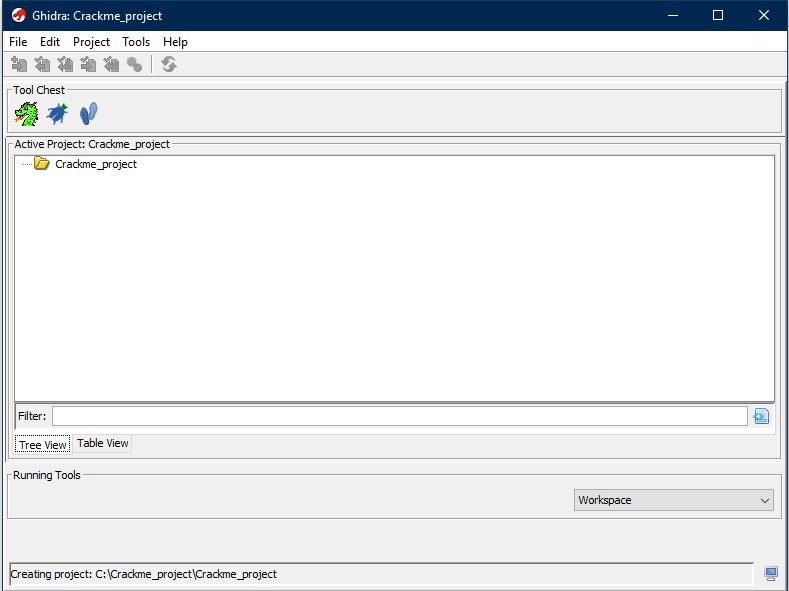 Ghidra: Crackme_project
File Edit Project Tools Help
Tool Chest
Active Project: Crackme_project
Crackme_project
Filter:
Tree View Table View
Running Tools
Workspace
Creating project: C:\Crackme_project\Crackme_project